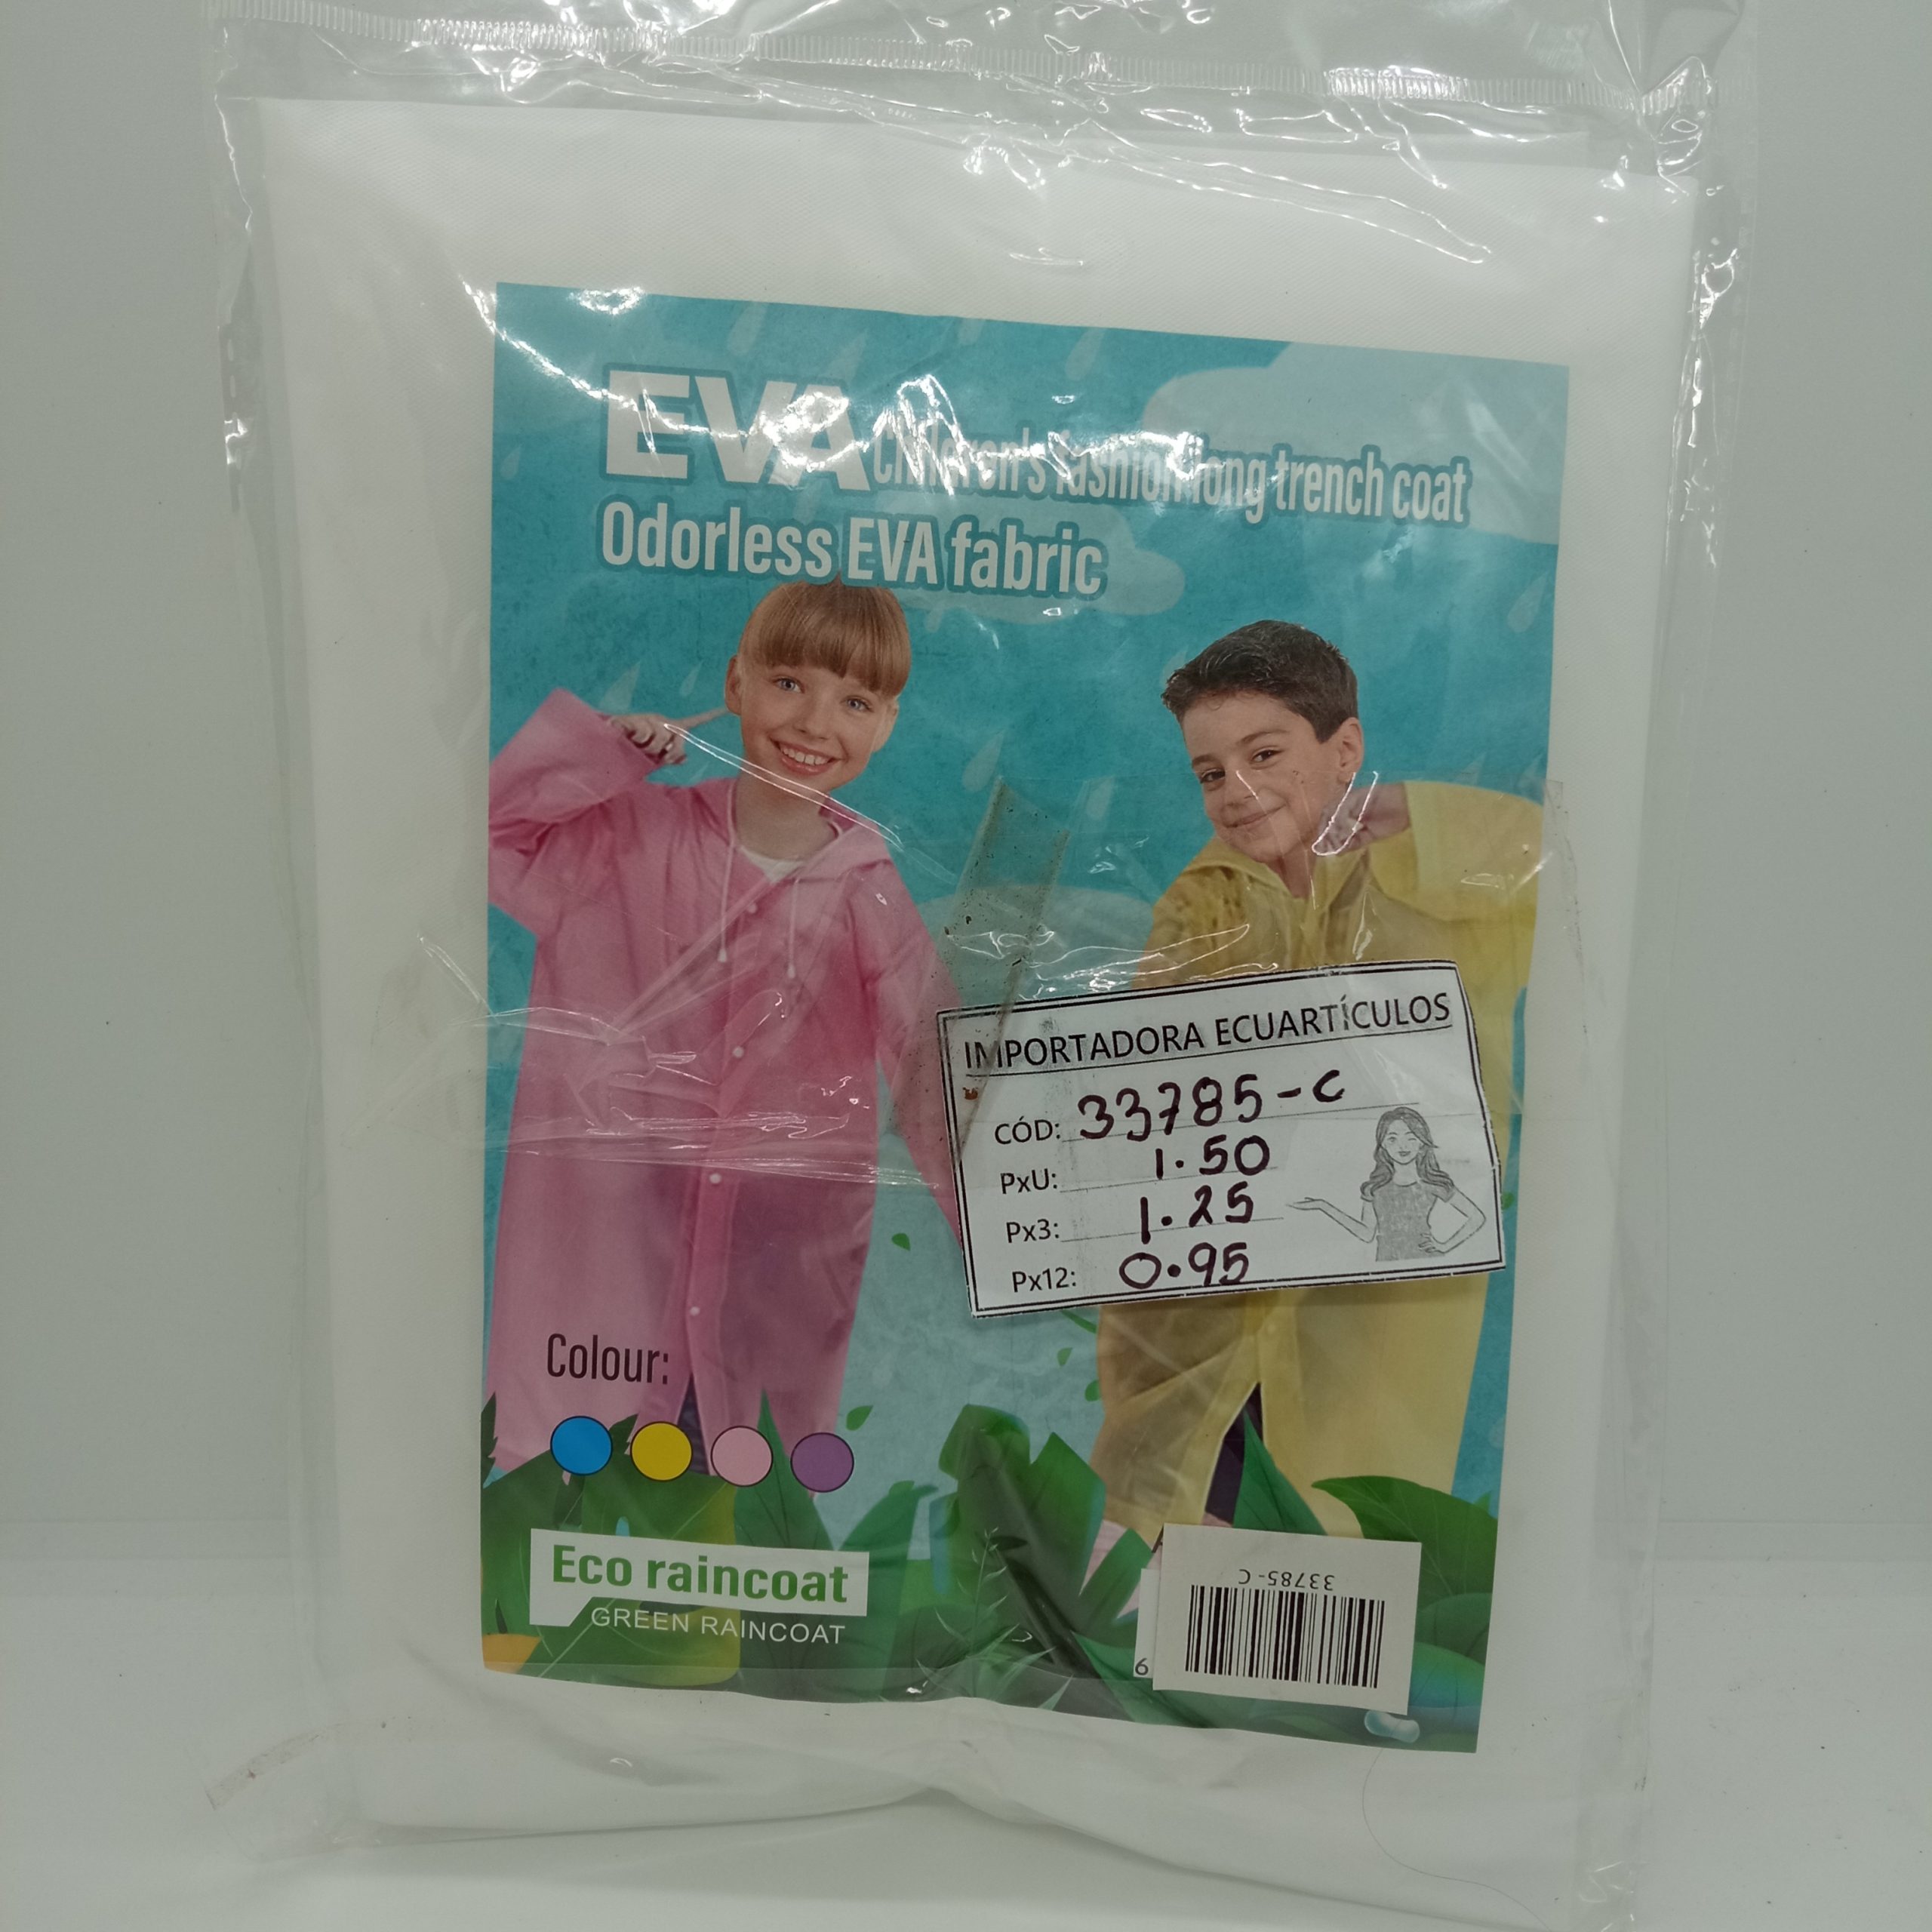 EVA Children's fashion long trench coat
Odorless EVA fabric
IMPORTADORA ECUARTÍCULOS
CÓD: 33785-C
PxU: 1.50
Px3: 1.25
Px12: 0.95
Colour:
Eco raincoat
GREEN RAINCOAT
33785-C
6